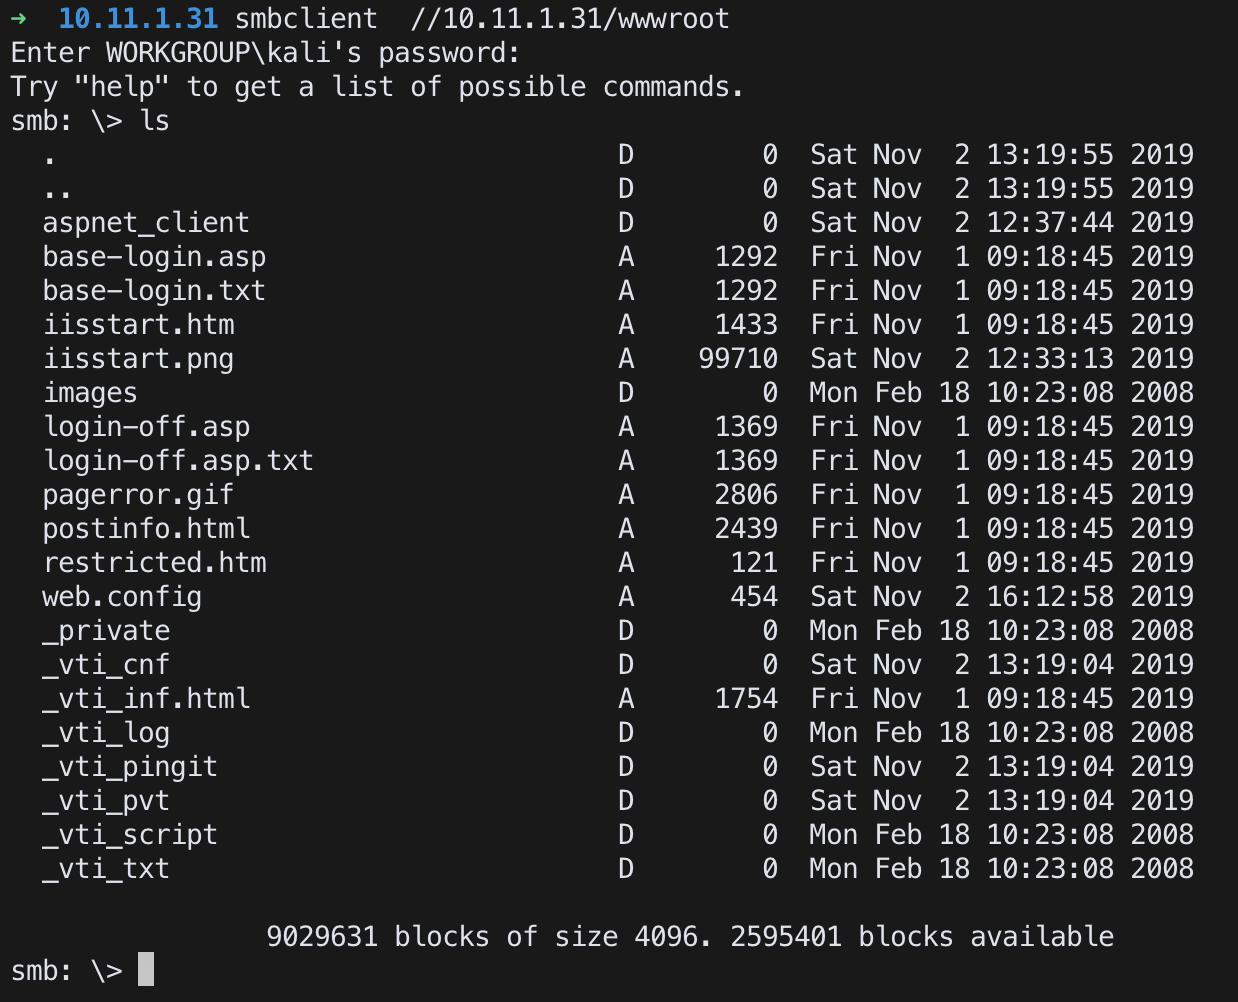 ➜  10.11.1.31 smbclient  //10.11.1.31/wwwroot
Enter WORKGROUP\kali's password:
Try "help" to get a list of possible commands.
smb: \> ls
  .                                   D        0  Sat Nov  2 13:19:55 2019
  ..                                  D        0  Sat Nov  2 13:19:55 2019
  aspnet_client                       D        0  Sat Nov  2 12:37:44 2019
  base-login.asp                      A     1292  Fri Nov  1 09:18:45 2019
  base-login.txt                      A     1292  Fri Nov  1 09:18:45 2019
  iisstart.htm                        A     1433  Fri Nov  1 09:18:45 2019
  iisstart.png                        A    99710  Sat Nov  2 12:33:13 2019
  images                              D        0  Mon Feb 18 10:23:08 2008
  login-off.asp                       A     1369  Fri Nov  1 09:18:45 2019
  login-off.asp.txt                   A     1369  Fri Nov  1 09:18:45 2019
  pagerror.gif                        A     2806  Fri Nov  1 09:18:45 2019
  postinfo.html                       A     2439  Fri Nov  1 09:18:45 2019
  restricted.htm                      A      121  Fri Nov  1 09:18:45 2019
  web.config                          A      454  Sat Nov  2 16:12:58 2019
  _private                            D        0  Mon Feb 18 10:23:08 2008
  _vti_cnf                            D        0  Sat Nov  2 13:19:04 2019
  _vti_inf.html                       A     1754  Fri Nov  1 09:18:45 2019
  _vti_log                            D        0  Mon Feb 18 10:23:08 2008
  _vti_pingit                         D        0  Sat Nov  2 13:19:04 2019
  _vti_pvt                            D        0  Sat Nov  2 13:19:04 2019
  _vti_script                         D        0  Mon Feb 18 10:23:08 2008
  _vti_txt                            D        0  Mon Feb 18 10:23:08 2008
                9029631 blocks of size 4096. 2595401 blocks available
smb: \>